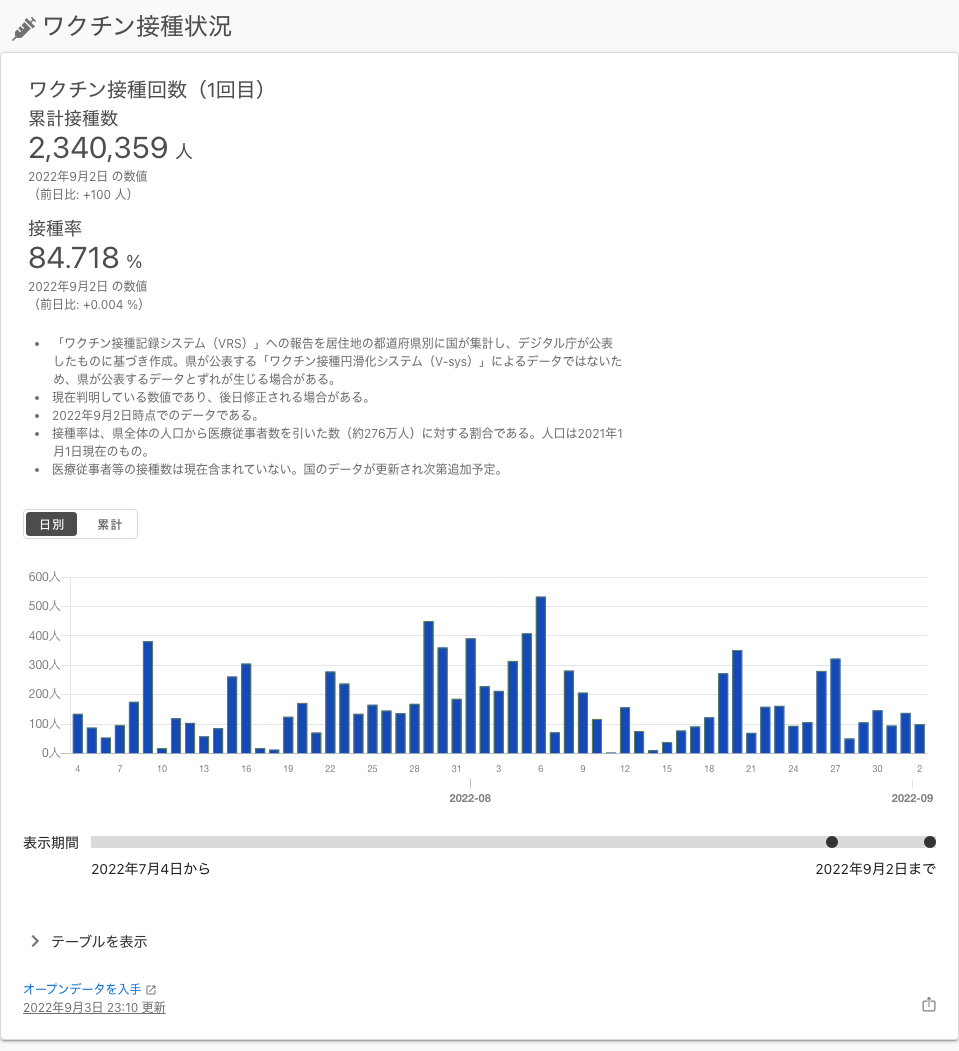 ワクチン接種状況
ワクチン接種回数（1回目）
累計接種数
2,340,359 人
2022年9月2日 の数値
（前日比: +100 人）
接種率
84.718 %
2022年9月2日 の数値
（前日比: +0.004 %）
• 「ワクチン接種記録システム（VRS）」への報告を居住地の都道府県別に国が集計し、デジタル庁が公表
したものに基づき作成。県が公表する「ワクチン接種円滑化システム（V-sys）」によるデータではないた
め、県が公表するデータとずれが生じる場合がある。
• 現在判明している数値であり、後日修正される場合がある。
• 2022年9月2日時点でのデータである。
• 接種率は、県全体の人口から医療従事者数を引いた数（約276万人）に対する割合である。人口は2021年1
月1日現在のもの。
• 医療従事者等の接種数は現在含まれていない。国のデータが更新され次第追加予定。
日別 累計
600人
500人
400人
300人
200人
100人
0人
4 7 10 13 16 19 22 25 28 31 3 6 9 12 15 18 21 24 27 30 2
2022-08 2022-09
表示期間
2022年7月4日から 2022年9月2日まで
テーブルを表示
オープンデータを入手
2022年9月3日 23:10 更新